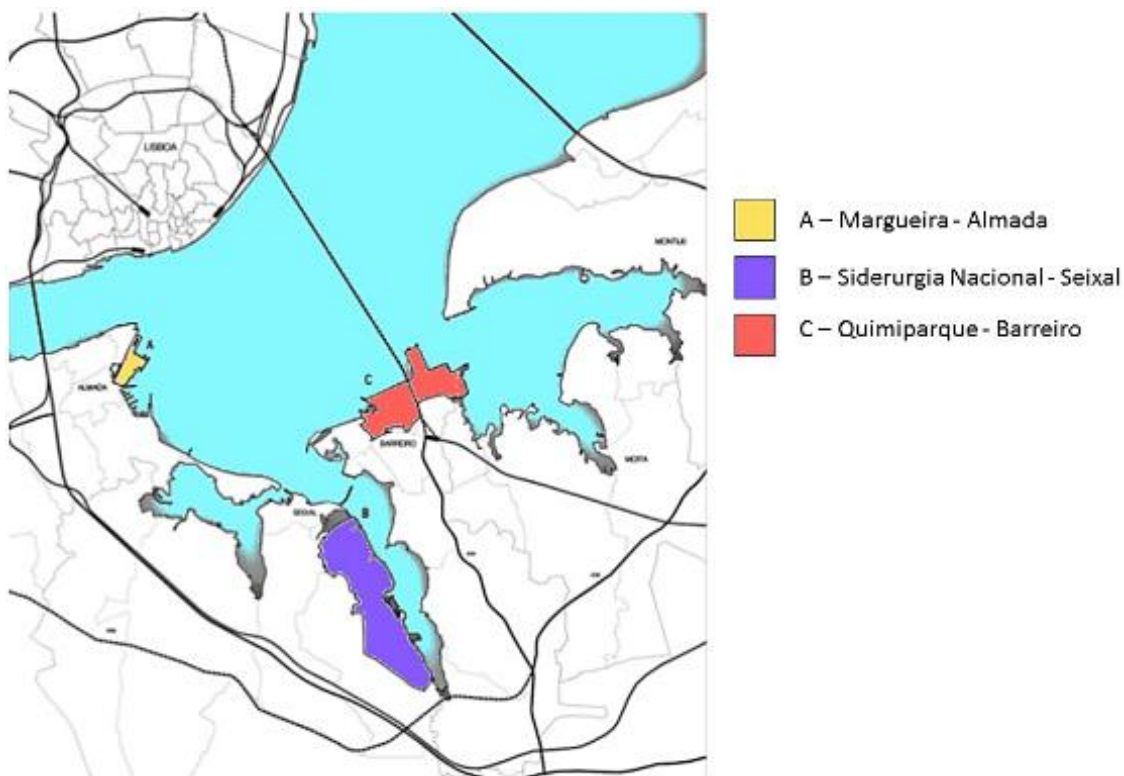 LISBOA
MONTIJO
A
ALMADA
C
BARREIRO
MOITA
SEIXAL
B
A – Margueira - Almada
B – Siderurgia Nacional - Seixal
C – Quimiparque - Barreiro